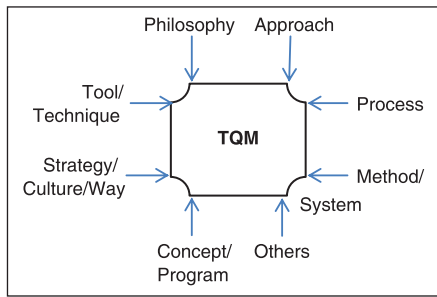 Philosophy
Approach
Tool/
Technique
Process
TQM
Strategy/
Culture/Way
Method/
System
Concept/
Program
Others